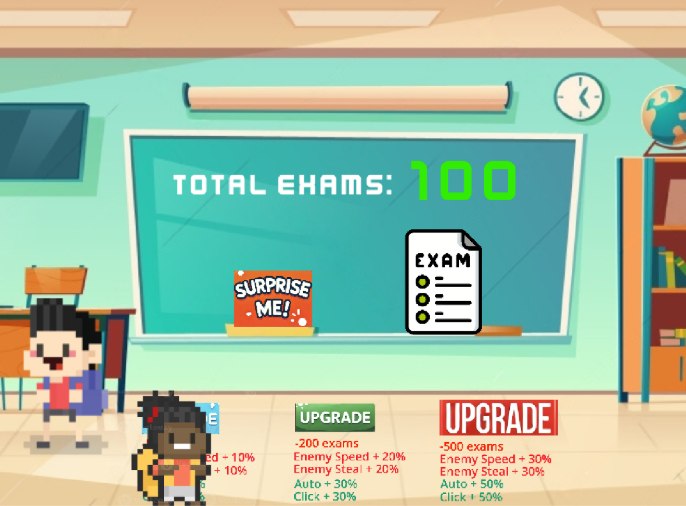 TOTAL EXAMS: 100
SURPRISE
ME!
EXAM
E
UPGRADE
UPGRADE
ed + 10%
+ 10%
%
%
-200 exams
Enemy Speed + 20%
Enemy Steal + 20%
Auto + 30%
Click + 30%
-500 exams
Enemy Speed + 30%
Enemy Steal + 30%
Auto + 50%
Click + 50%